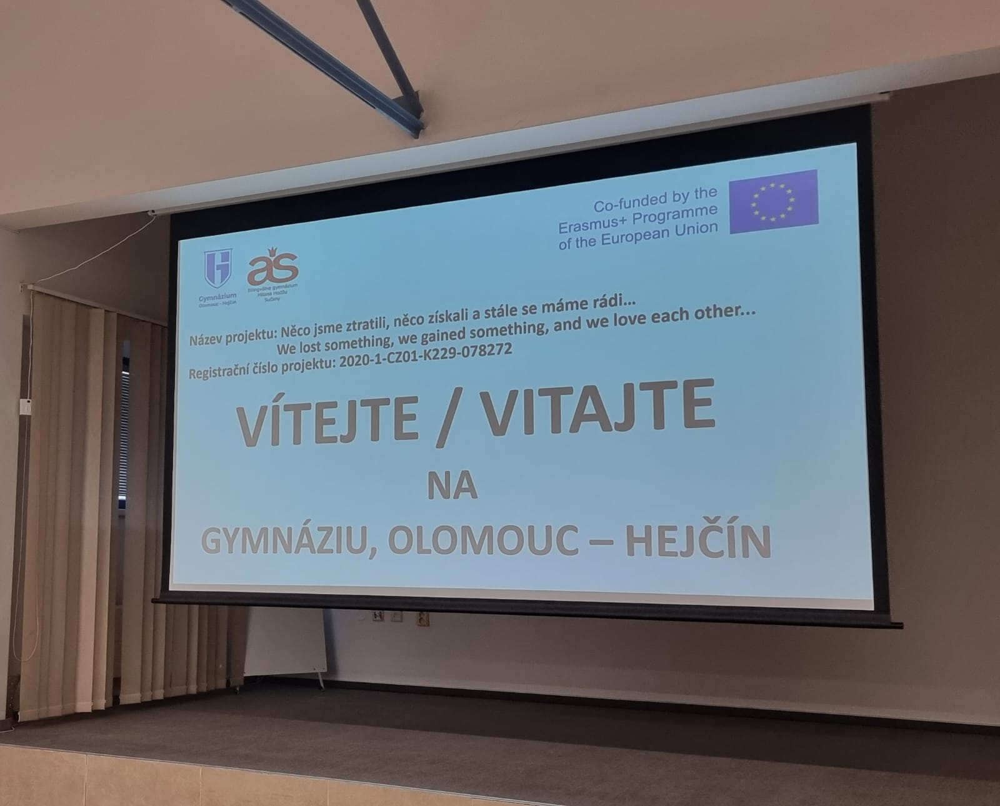 Co-funded by the
Erasmus+ Programme
of the European Union
Gymnázium
Olomouc - Hejčín
as
Bilingválne gymnázium
Milana Hodžu
Sučany
Název projektu: Něco jsme ztratili, něco získali a stále se máme rádi...
We lost something, we gained something, and we love each other...
Registrační číslo projektu: 2020-1-CZ01-K229-078272
VÍTEJTE / VITAJTE
NA
GYMNÁZIU, OLOMOUC – HEJČÍN